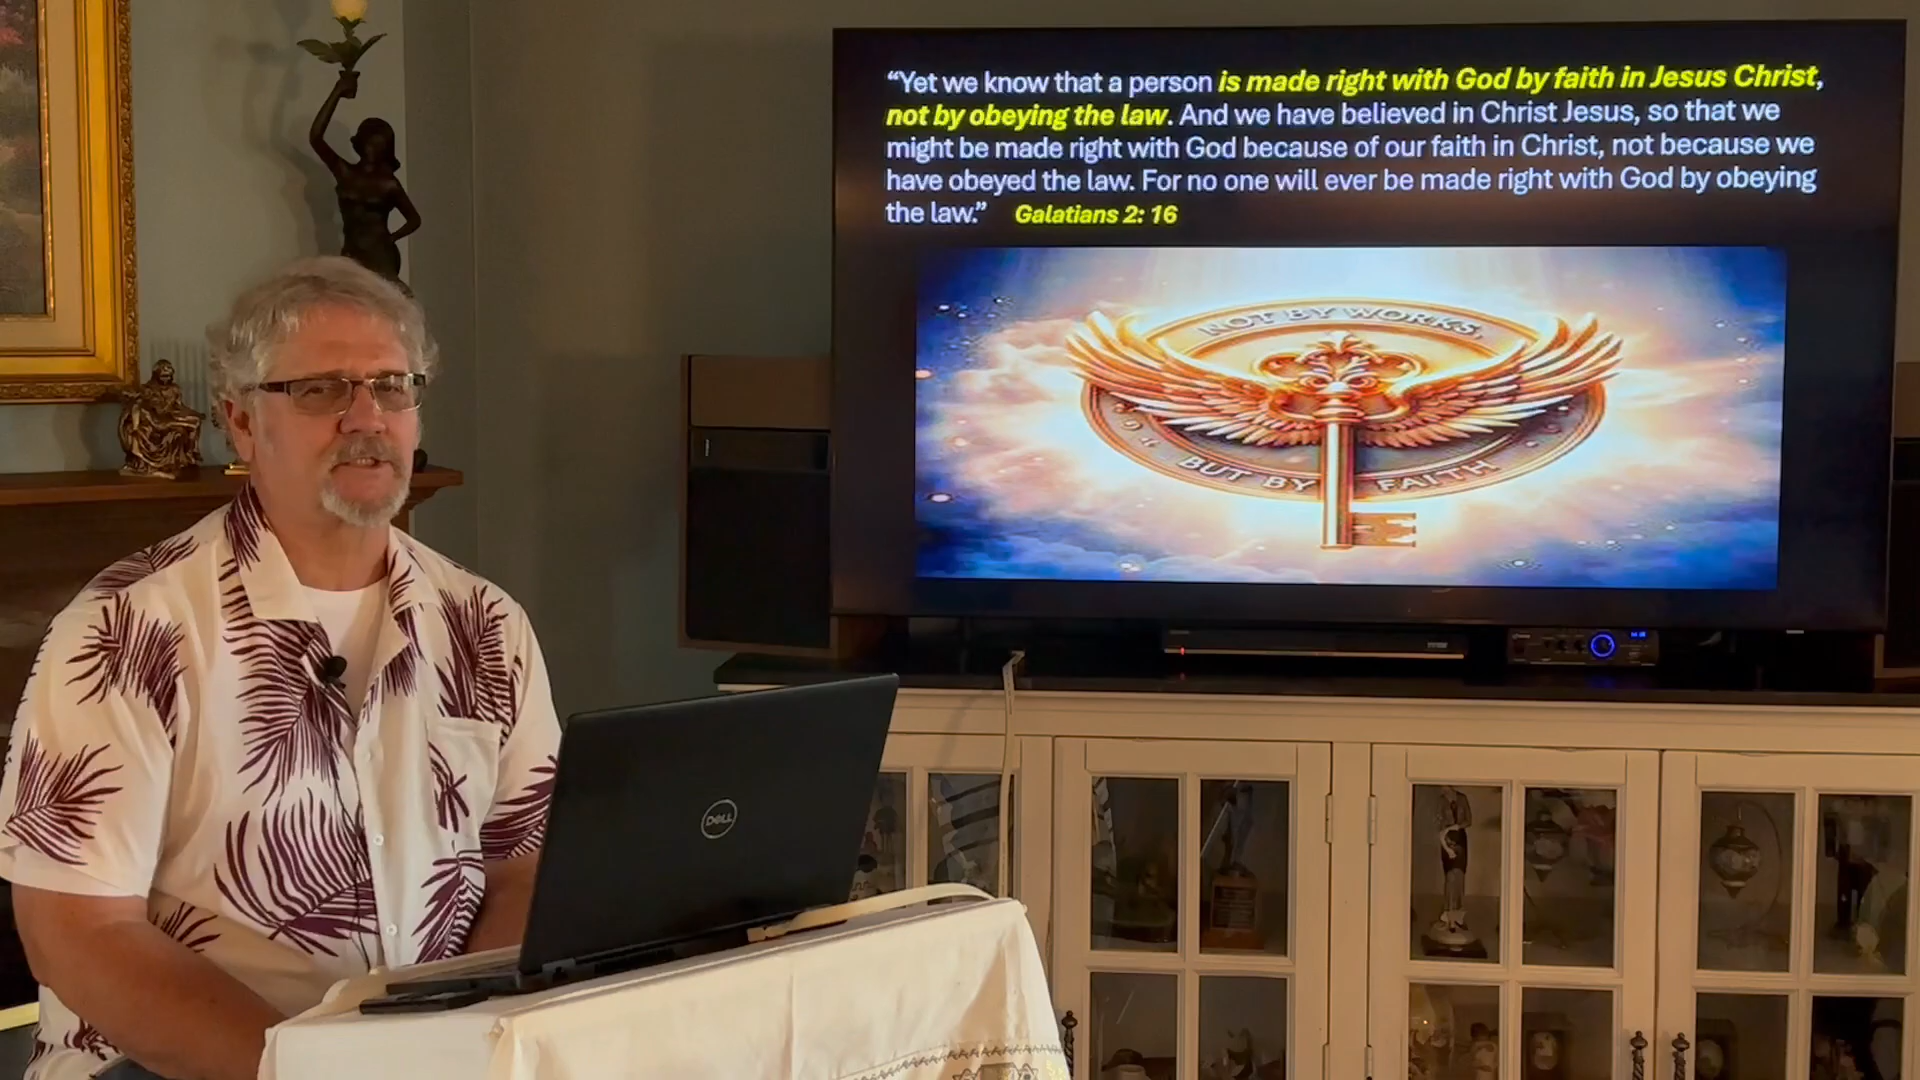 “Yet we know that a person is made right with God by faith in Jesus Christ,
not by obeying the law. And we have believed in Christ Jesus, so that we
might be made right with God because of our faith in Christ, not because we
have obeyed the law. For no one will ever be made right with God by obeying
the law.” Galatians 2: 16
NOT BY WORKS,
BUT BY FAITH
DELL